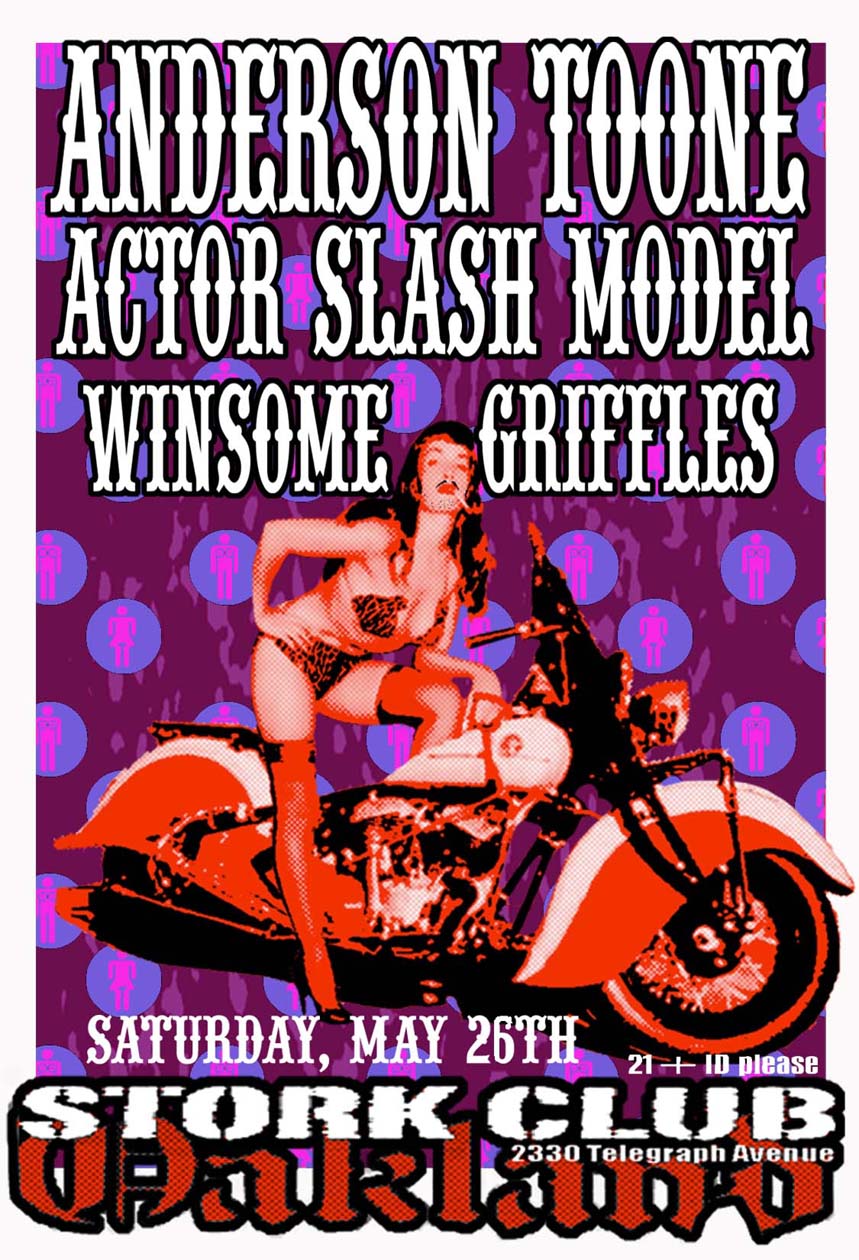 ANDERSON TOONE
ACTOR SLASH MODEL
WINSOME GRIFFLES
SATURDAY, MAY 26TH
21 + ID please
STORK CLUB
2330 Telegraph Avenue
Oakland